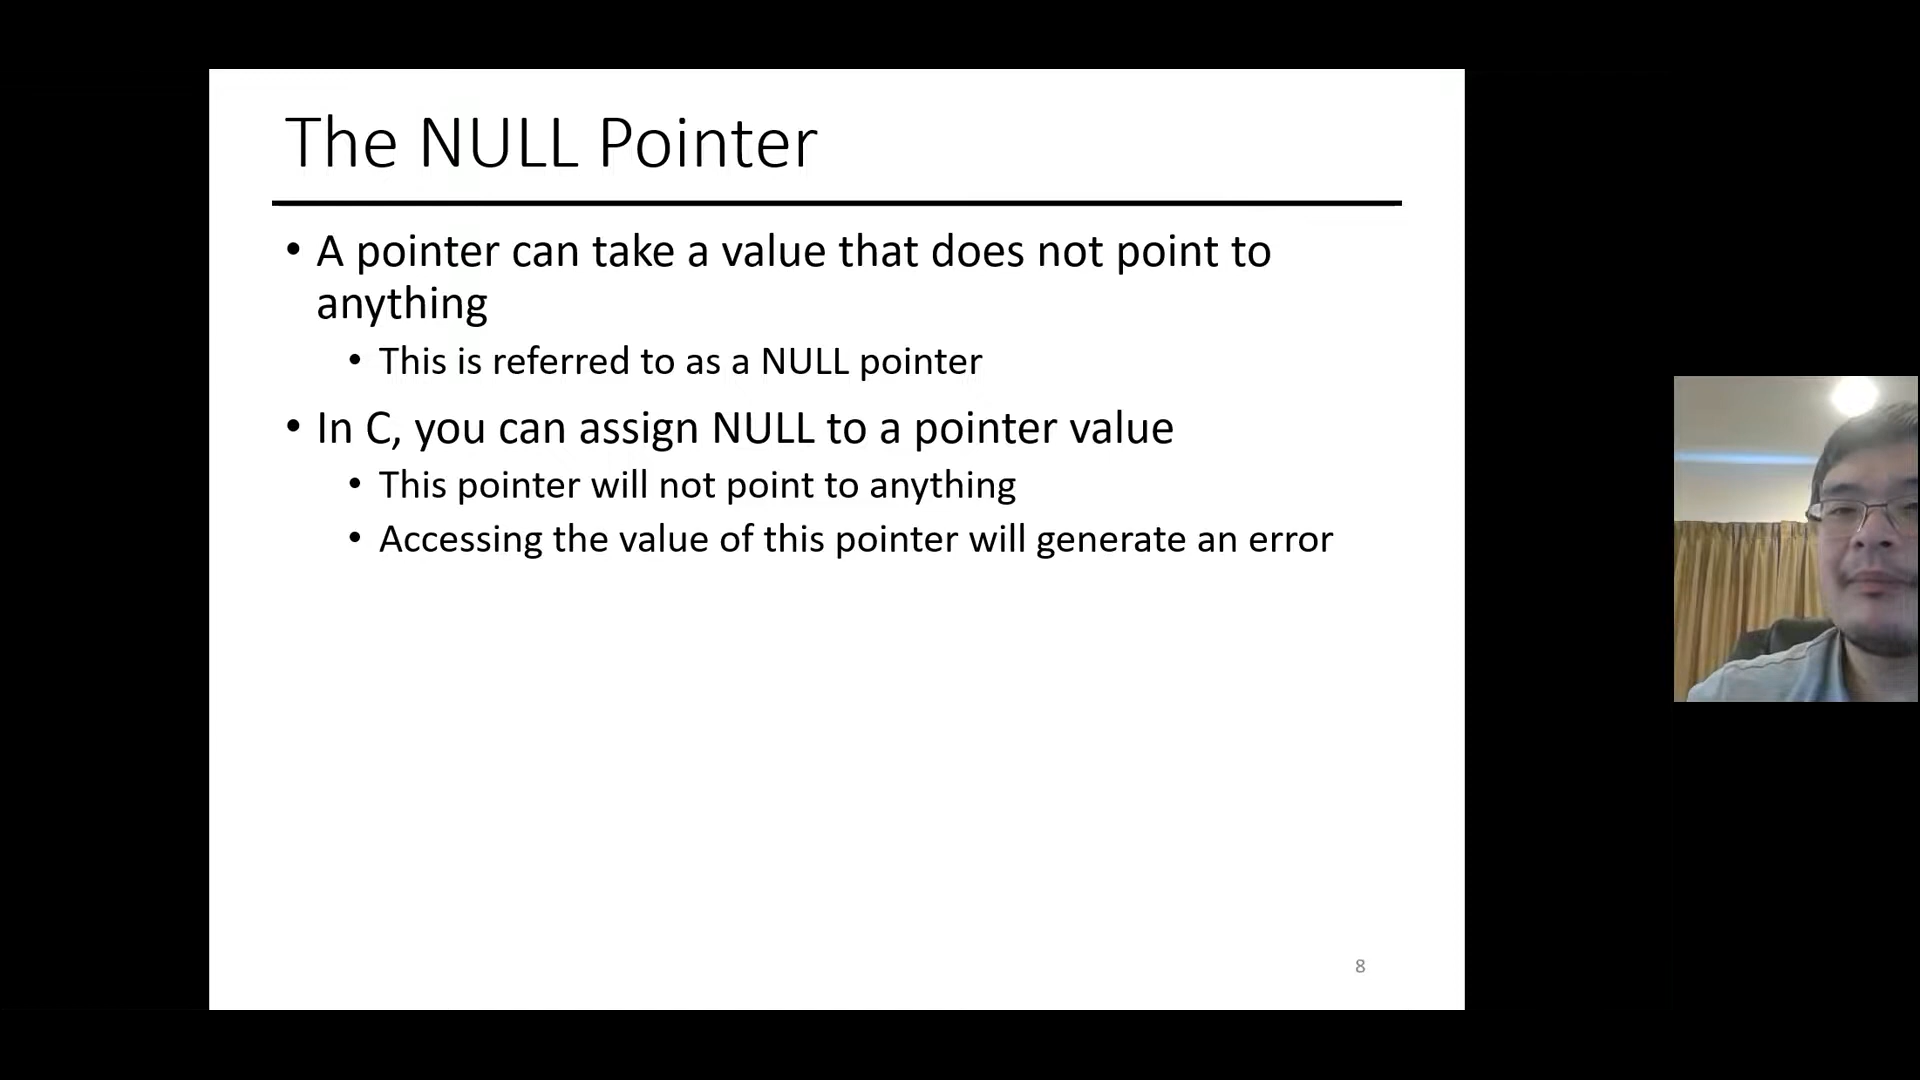 The NULL Pointer
• A pointer can take a value that does not point to
anything
• This is referred to as a NULL pointer
• In C, you can assign NULL to a pointer value
• This pointer will not point to anything
• Accessing the value of this pointer will generate an error
8